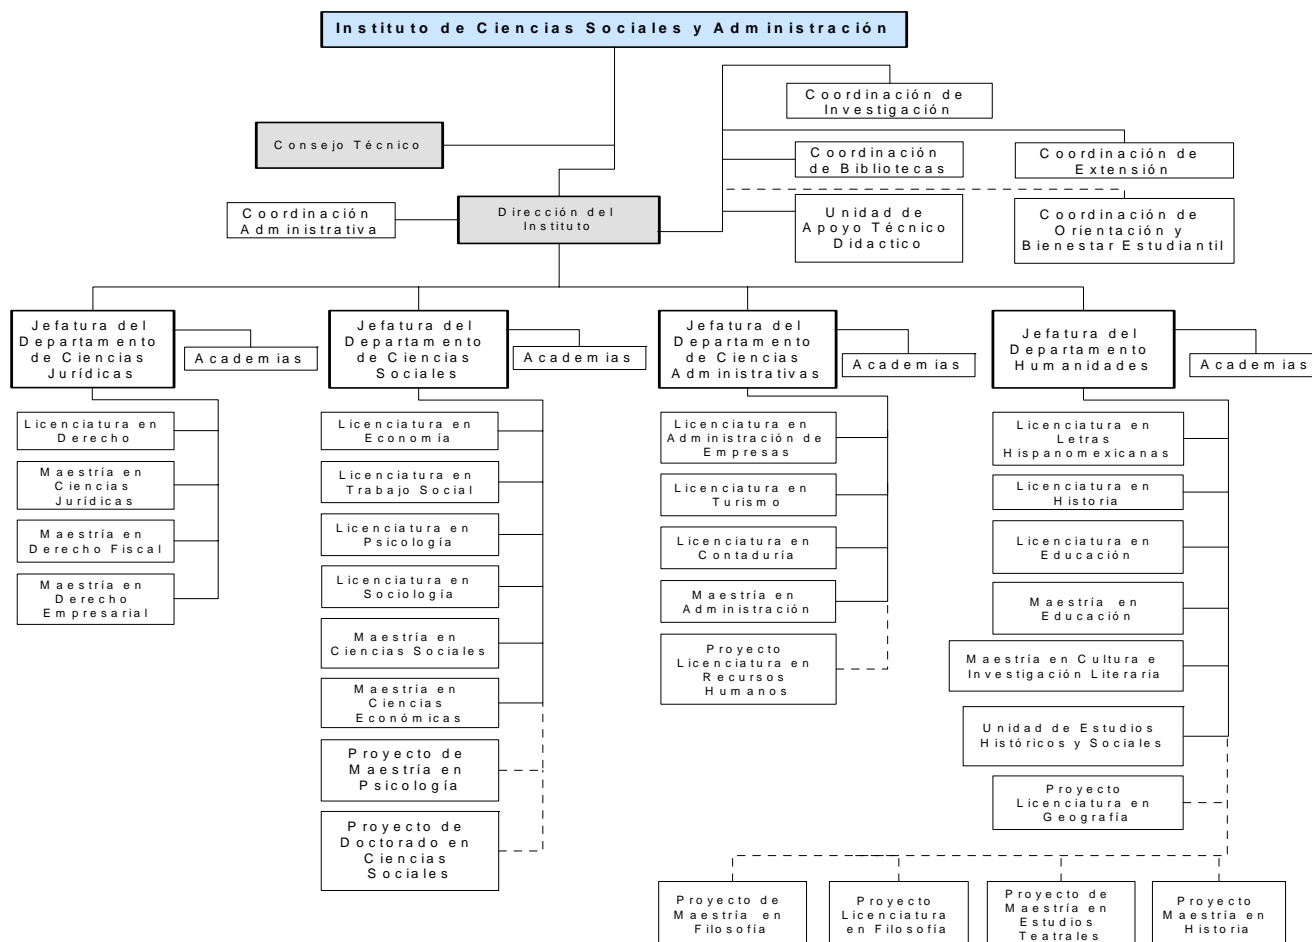 Instituto de Ciencias Sociales y Administración
Coordinación de
Investigación
Consejo Técnico
Coordinación
de Bibliotecas
Coordinación de
Extensión
Coordinación
Administrativa
Dirección del
Instituto
Unidad de
Apoyo Técnico
Didactico
Coordinación de
Orientación y
Bienestar Estudiantil
Jefatura del
Departamento
de Ciencias
Jurídicas
Academias
Jefatura del
Departamento
de Ciencias
Sociales
Academias
Jefatura del
Departamento
de Ciencias
Administrativas
Academias
Jefatura del
Departamento
Humanidades
Academias
Licenciatura en
Derecho
Maestría en
Ciencias
Jurídicas
Maestría en
Derecho Fiscal
Maestría en
Derecho
Empresarial
Licenciatura en
Economía
Licenciatura en
Trabajo Social
Licenciatura en
Psicología
Licenciatura en
Sociología
Maestría en
Ciencias Sociales
Maestría en
Ciencias
Económicas
Proyecto de
Maestría en
Psicología
Proyecto de
Doctorado en
Ciencias
Sociales
Licenciatura en
Administración de
Empresas
Licenciatura en
Turismo
Licenciatura en
Contaduría
Maestría en
Administración
Proyecto
Licenciatura en
Recursos
Humanos
Licenciatura en
Letras
Hispanomexicanas
Licenciatura en
Historia
Licenciatura en
Educación
Maestría en
Educación
Maestría en Cultura e
Investigación Literaria
Unidad de Estudios
Históricos y Sociales
Proyecto
Licenciatura en
Geografía
Proyecto de
Maestría en
Filosofía
Proyecto
Licenciatura
en Filosofía
Proyecto de
Maestría en
Estudios
Teatrales
Proyecto
Maestría en
Historia